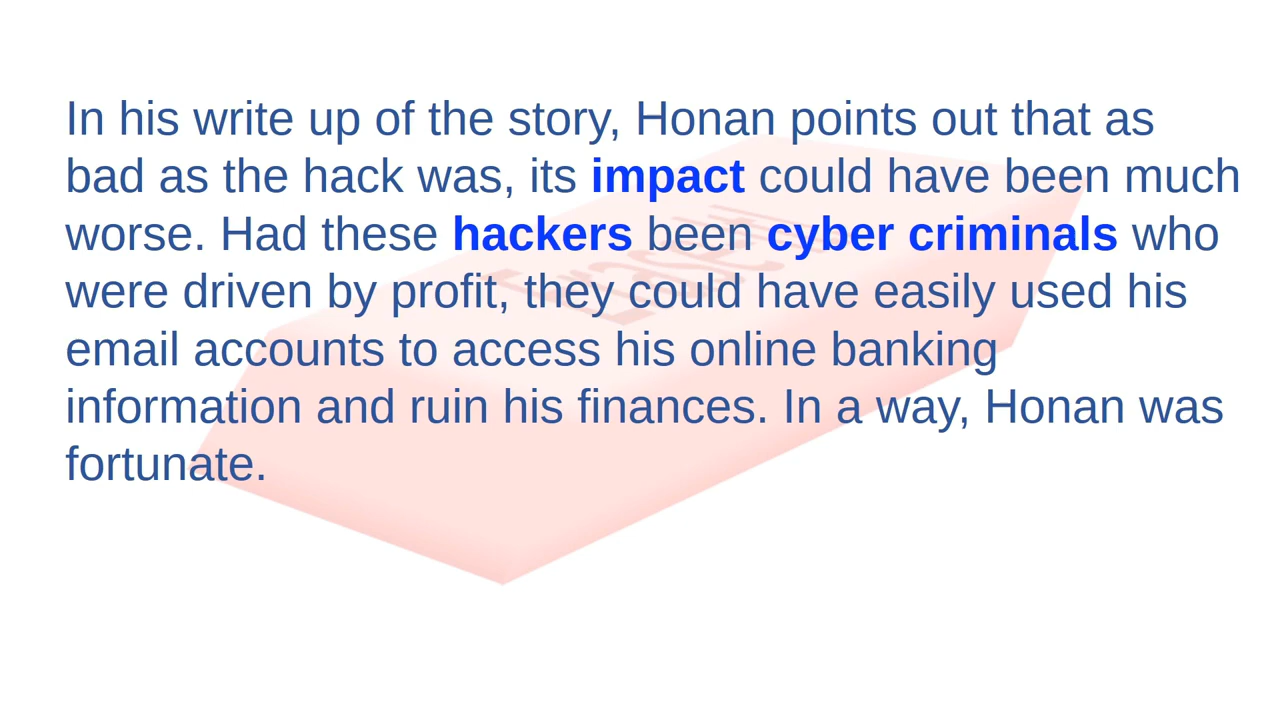 In his write up of the story, Honan points out that as
bad as the hack was, its impact could have been much
worse. Had these hackers been cyber criminals who
were driven by profit, they could have easily used his
email accounts to access his online banking
information and ruin his finances. In a way, Honan was
fortunate.